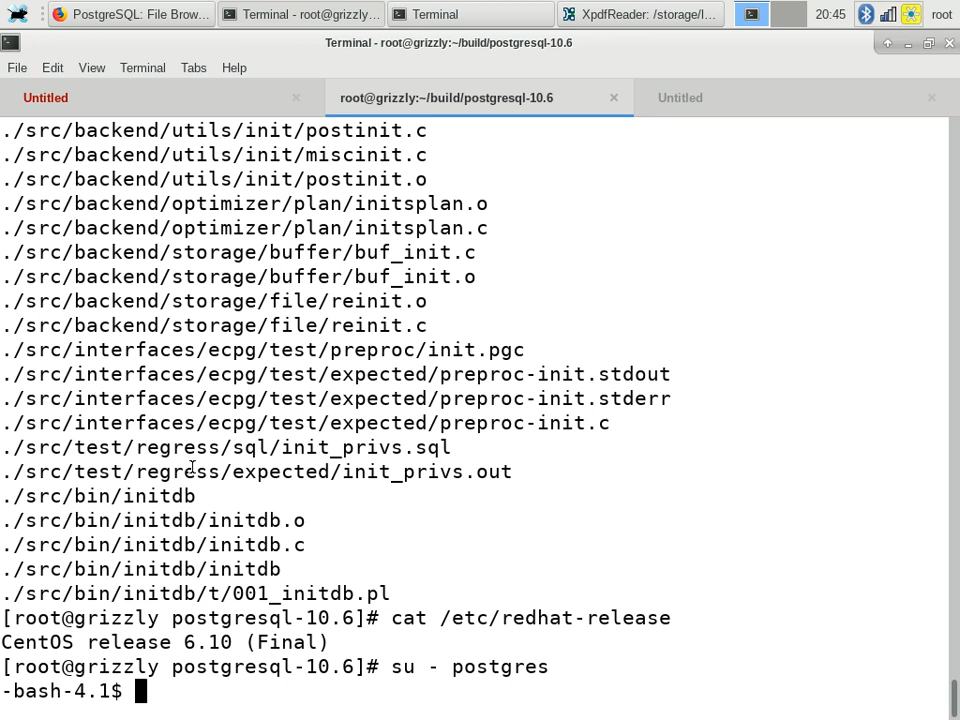 PostgreSQL: File Brow...
Terminal - root@grizzly...
Terminal
XpdfReader: /storage/l...
20:45
root
Terminal - root@grizzly:~/build/postgresql-10.6
File Edit View Terminal Tabs Help
Untitled
root@grizzly:~/build/postgresql-10.6
Untitled
./src/backend/utils/init/postinit.c
./src/backend/utils/init/miscinit.c
./src/backend/utils/init/postinit.o
./src/backend/optimizer/plan/initsplan.o
./src/backend/optimizer/plan/initsplan.c
./src/backend/storage/buffer/buf_init.c
./src/backend/storage/buffer/buf_init.o
./src/backend/storage/file/reinit.o
./src/backend/storage/file/reinit.c
./src/interfaces/ecpg/test/preproc/init.pgc
./src/interfaces/ecpg/test/expected/preproc-init.stdout
./src/interfaces/ecpg/test/expected/preproc-init.stderr
./src/interfaces/ecpg/test/expected/preproc-init.c
./src/test/regress/sql/init_privs.sql
./src/test/regress/expected/init_privs.out
./src/bin/initdb
./src/bin/initdb/initdb.o
./src/bin/initdb/initdb.c
./src/bin/initdb/initdb
./src/bin/initdb/t/001_initdb.pl
[root@grizzly postgresql-10.6]# cat /etc/redhat-release
CentOS release 6.10 (Final)
[root@grizzly postgresql-10.6]# su - postgres
-bash-4.1$